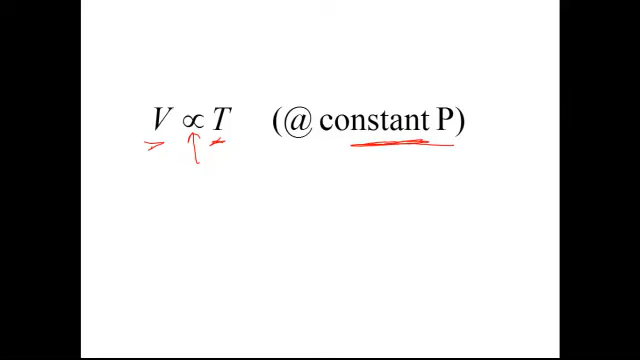 V ∝ T (@ constant P)